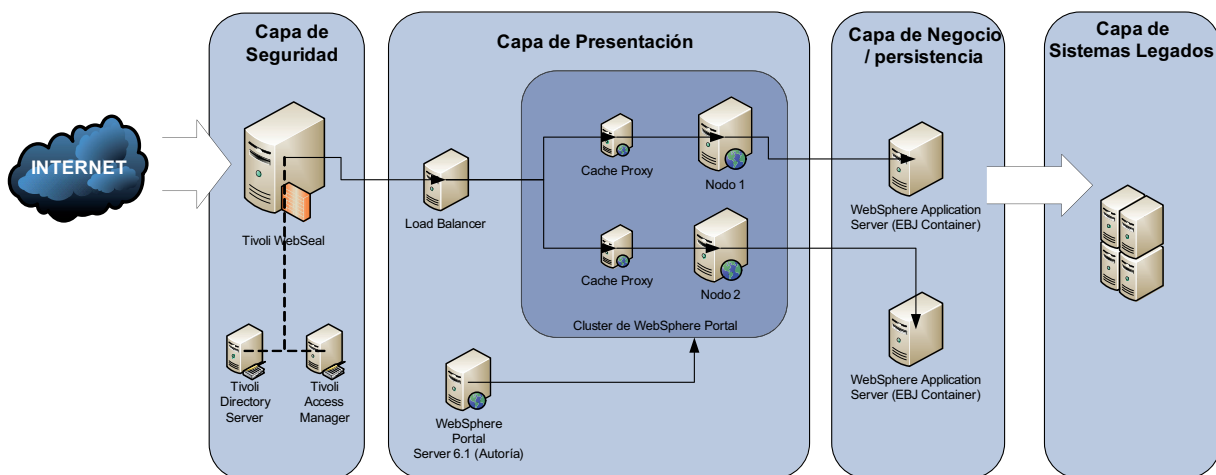 Capa de
Seguridad
Capa de Presentación
Capa de Negocio
/ persistencia
Capa de
Sistemas Legados
INTERNET
Tivoli WebSeal
Load Balancer
Cache Proxy
Nodo 1
Cache Proxy
Nodo 2
Cluster de WebSphere Portal
WebSphere Application
Server (EBJ Container)
WebSphere Application
Server (EBJ Container)
Tivoli
Directory
Server
Tivoli
Access
Manager
WebSphere
Portal
Server 6.1 (Autoría)